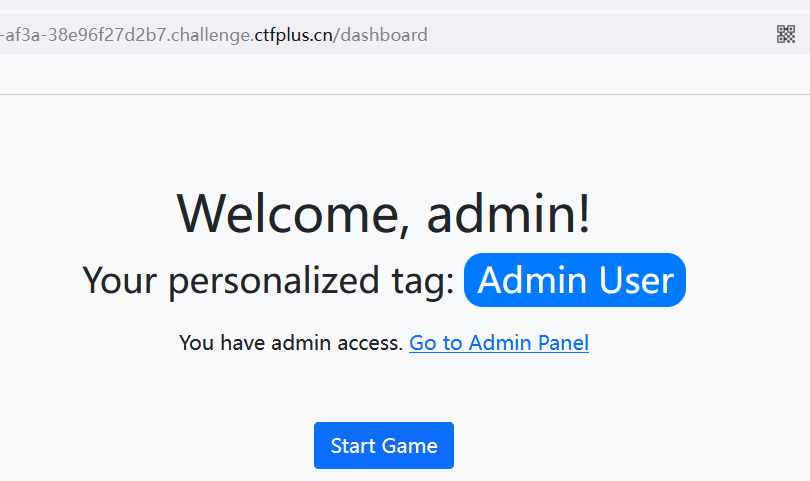 -af3a-38e96f27d2b7.challenge.ctfplus.cn/dashboard
Welcome, admin!
Your personalized tag: Admin User
You have admin access. Go to Admin Panel
Start Game